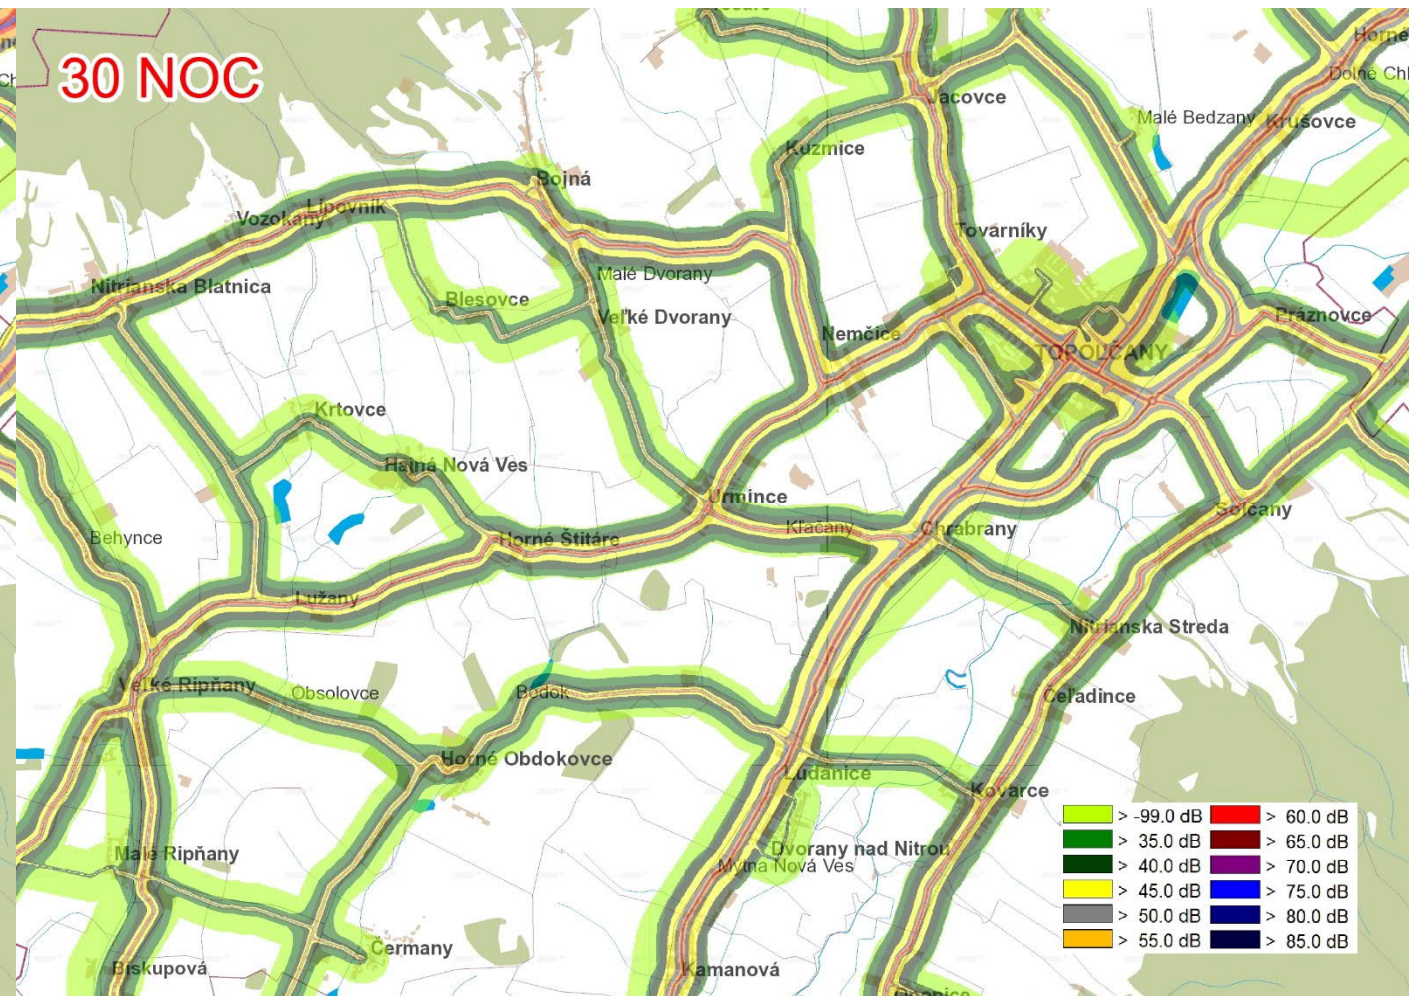 30 NOC
Horné
Dolné Chl
Jacovce
Malé Bedzany
Krušovce
Kuzmice
Bojná
Lipovník
Vozokany
Tovarníky
Malé Dvorany
Nitrianska Blatnica
Blesovce
Veľké Dvorany
Práznovce
Nemčice
TOPOĽČANY
Krtovce
Hajná Nová Ves
Urmince
Solčany
Kľačany
Chrabrany
Behynce
Horné Štitáre
Lužany
Nitrianska Streda
Veľké Ripňany
Obsolovce
Bodok
Čeľadince
Horné Obdokovce
Ludanice
Kovarce
Dvorany nad Nitrou
Mýtna Nová Ves
Malé Ripňany
Čermany
Biskupová
Kamanová
> -99.0 dB > 60.0 dB
> 35.0 dB > 65.0 dB
> 40.0 dB > 70.0 dB
> 45.0 dB > 75.0 dB
> 50.0 dB > 80.0 dB
> 55.0 dB > 85.0 dB